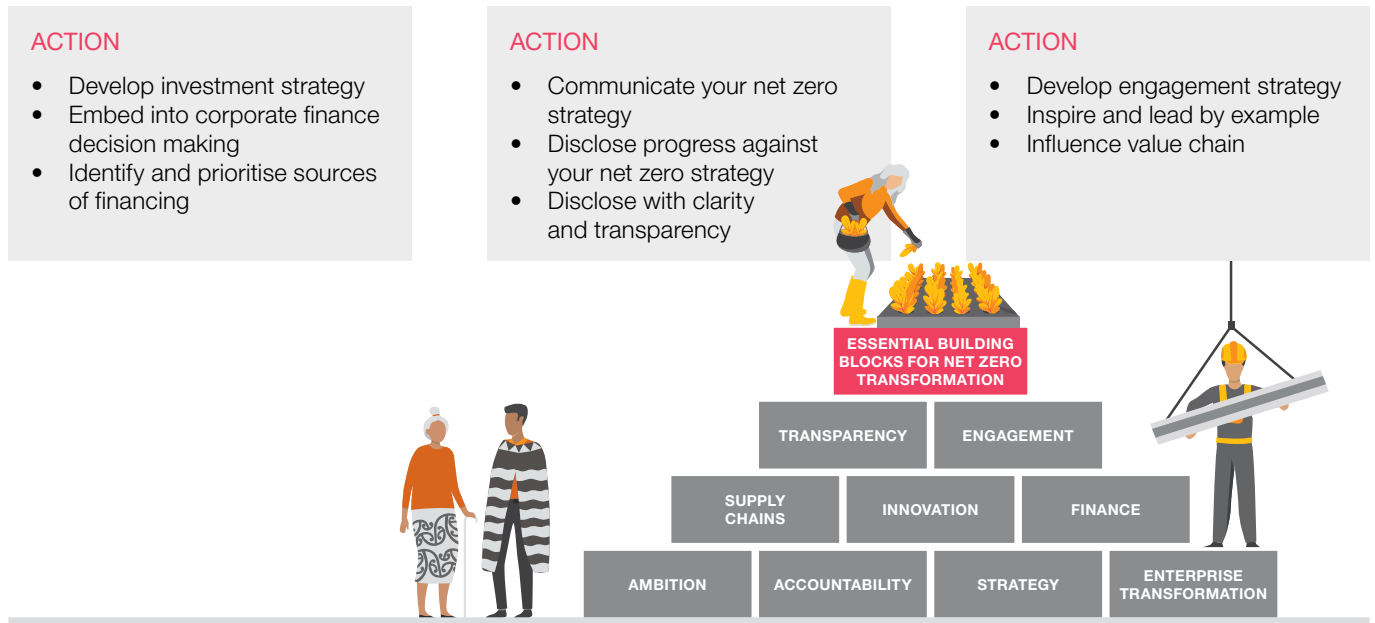 ACTION
• Develop investment strategy
• Embed into corporate finance
decision making
• Identify and prioritise sources
of financing
ACTION
• Communicate your net zero
strategy
• Disclose progress against
your net zero strategy
• Disclose with clarity
and transparency
ACTION
• Develop engagement strategy
• Inspire and lead by example
• Influence value chain
ESSENTIAL BUILDING
BLOCKS FOR NET ZERO
TRANSFORMATION
TRANSPARENCY
ENGAGEMENT
SUPPLY
CHAINS
INNOVATION
FINANCE
AMBITION
ACCOUNTABILITY
STRATEGY
ENTERPRISE
TRANSFORMATION